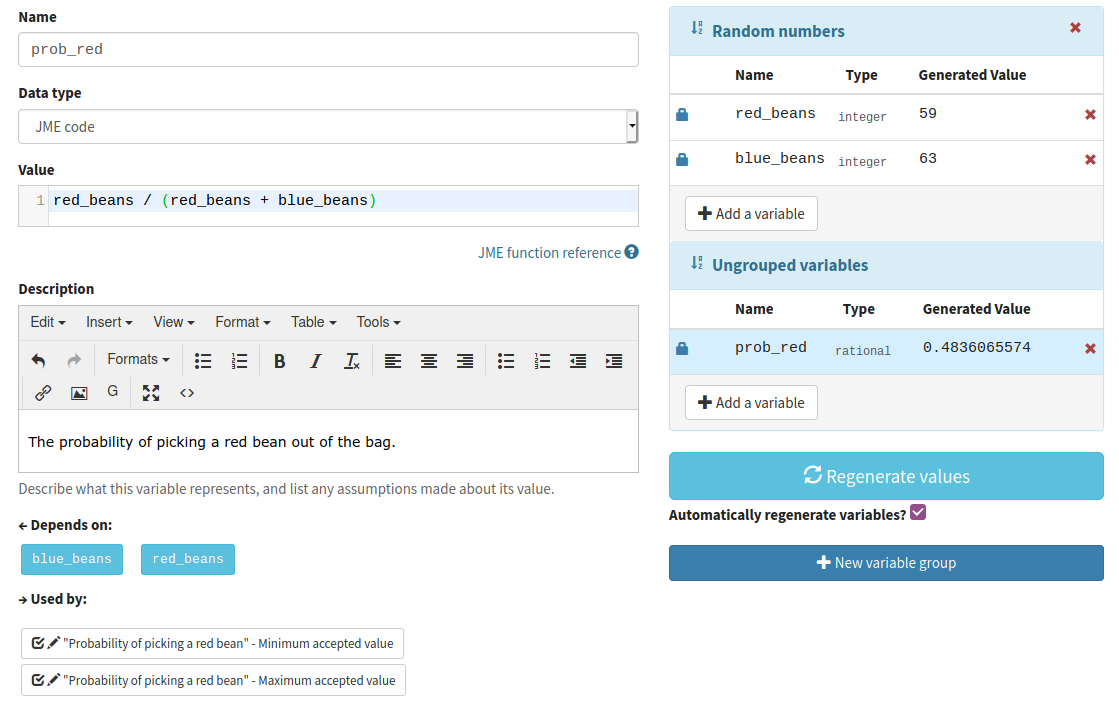 Name
prob_red
Data type
JME code
Value
1 red_beans / (red_beans + blue_beans)
JME function reference ?
Description
Edit Insert View Format Table Tools
Formats B I Tx
G <>
The probability of picking a red bean out of the bag.
Describe what this variable represents, and list any assumptions made about its value.
← Depends on:
blue_beans red_beans
→ Used by:
"Probability of picking a red bean" - Minimum accepted value
"Probability of picking a red bean" - Maximum accepted value
Random numbers
Name Type Generated Value
red_beans integer 59
blue_beans integer 63
Add a variable
Ungrouped variables
Name Type Generated Value
prob_red rational 0.4836065574
Add a variable
Regenerate values
Automatically regenerate variables?
New variable group